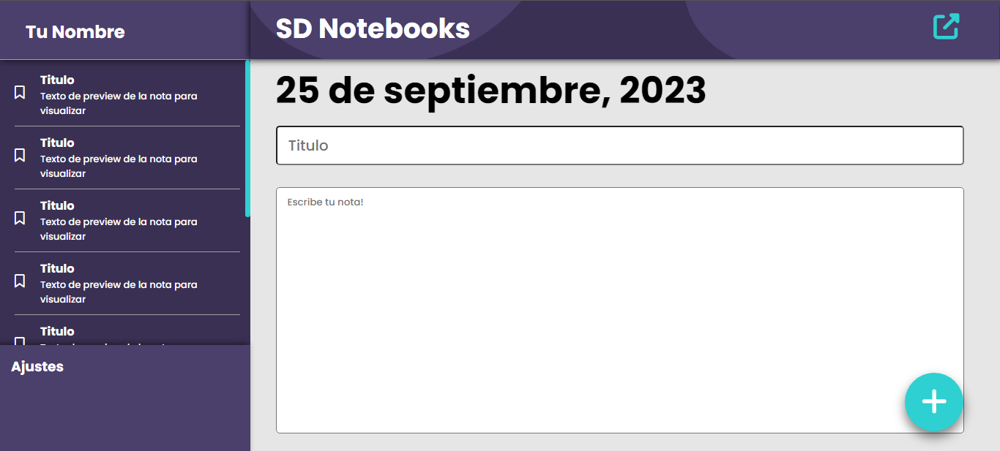 Tu Nombre
SD Notebooks
Titulo
Texto de preview de la nota para
visualizar
Titulo
Texto de preview de la nota para
visualizar
Titulo
Texto de preview de la nota para
visualizar
Titulo
Texto de preview de la nota para
visualizar
Titulo
Ajustes
25 de septiembre, 2023
Titulo
Escribe tu nota!